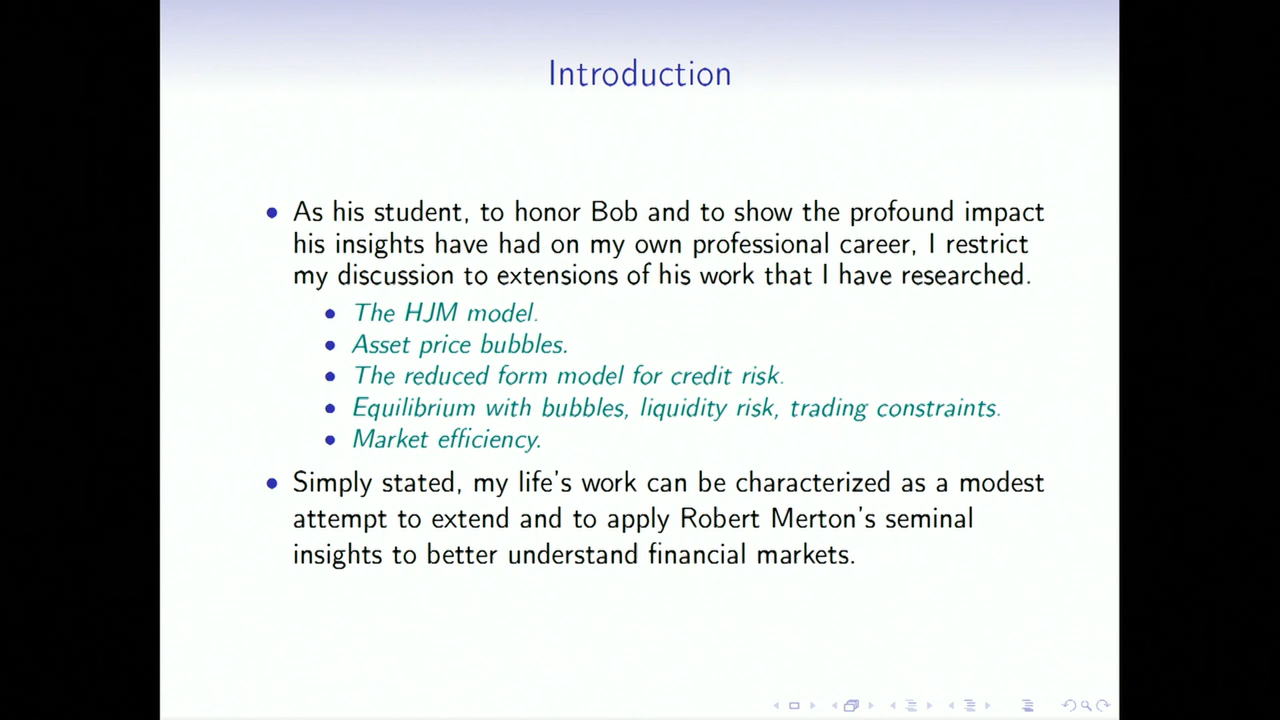 Introduction
• As his student, to honor Bob and to show the profound impact
his insights have had on my own professional career, I restrict
my discussion to extensions of his work that I have researched.
• The HJM model.
• Asset price bubbles.
• The reduced form model for credit risk.
• Equilibrium with bubbles, liquidity risk, trading constraints.
• Market efficiency.
• Simply stated, my life's work can be characterized as a modest
attempt to extend and to apply Robert Merton's seminal
insights to better understand financial markets.